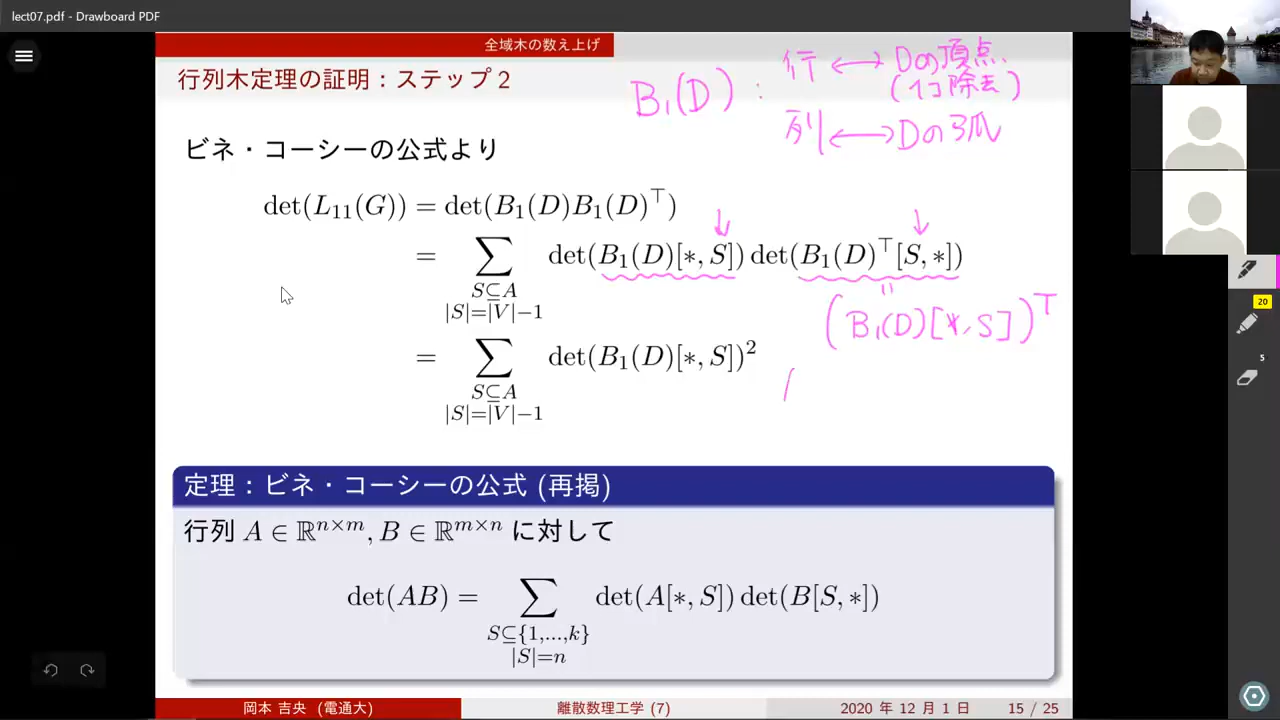 lect07.pdf - Drawboard PDF
全域木の数え上げ
行列木定理の証明：ステップ 2
B₁(D) : 行 ⟷ Dの頂点
(1つ除去)
列 ⟷ Dの弧
ビネ・コーシーの公式より
det(L₁₁(G)) = det(B₁(D)B₁(D)^⊤)
= ∑ det(B₁(D)[∗, S]) det(B₁(D)^⊤[S, ∗])
S⊆A
|S|=|V|−1
(B₁(D)[*, S])^⊤
= ∑ det(B₁(D)[∗, S])²
S⊆A
|S|=|V|−1
定理：ビネ・コーシーの公式 (再掲)
行列 A ∈ ℝ^{n×m}, B ∈ ℝ^{m×n} に対して
det(AB) = ∑ det(A[∗, S]) det(B[S, ∗])
S⊆{1,...,k}
|S|=n
岡本 吉央 (電通大)
離散数理工学 (7)
2020 年 12 月 1 日 15 / 25
20
5